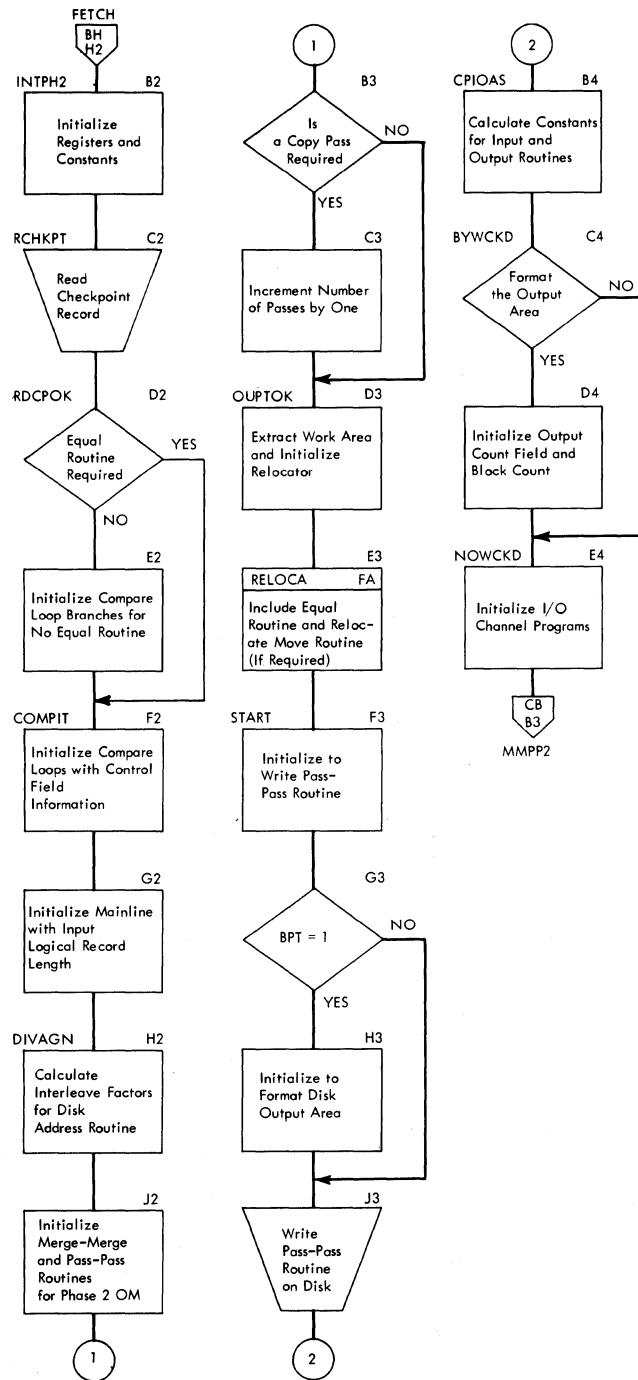 FETCH
BH
H2
INTPH2 B2
Initialize
Registers and
Constants
RCHKPT C2
Read
Checkpoint
Record
RDCPOK D2
Equal
Routine
Required
YES
NO
E2
Initialize Compare
Loop Branches for
No Equal Routine
COMPIT F2
Initialize Compare
Loops with Control
Field
Information
G2
Initialize Mainline
with Input
Logical Record
Length
DIVAGN H2
Calculate
Interleave Factors
for Disk
Address Routine
J2
Initialize
Merge-Merge
and Pass-Pass
Routines
for Phase 2 OM
1
1
B3
Is
a Copy Pass
Required
NO
YES
C3
Increment Number
of Passes by One
OUPTOK D3
Extract Work Area
and Initialize
Relocator
E3
RELOCA FA
Include Equal
Routine and Reloc-
ate Move Routine
(If Required)
START F3
Initialize to
Write Pass-
Pass Routine
G3
BPT = 1
NO
YES
H3
Initialize to
Format Disk
Output Area
J3
Write
Pass-Pass
Routine
on Disk
2
2
CPIOAS B4
Calculate Constants
for Input and
Output Routines
BYWCKD C4
Format
the Output
Area
NO
YES
D4
Initialize Output
Count Field and
Block Count
NOWCKD E4
Initialize I/O
Channel Programs
CB
B3
MMPP2